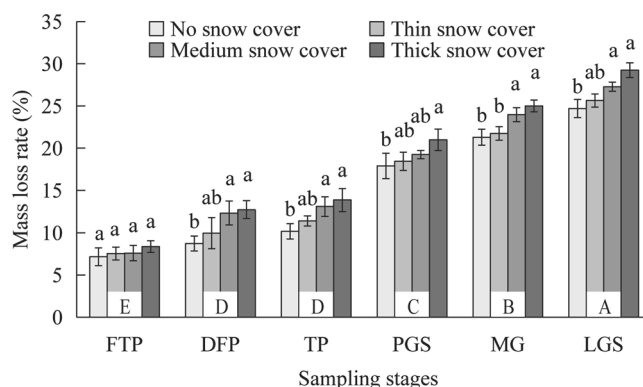 35
30
25
20
15
10
5
0
Mass loss rate (%)
No snow cover
Thin snow cover
Medium snow cover
Thick snow cover
a a a a
b ab a a
b ab a a
b ab ab a
b b a a
b ab a a
E D D C B A
FTP DFP TP PGS MG LGS
Sampling stages